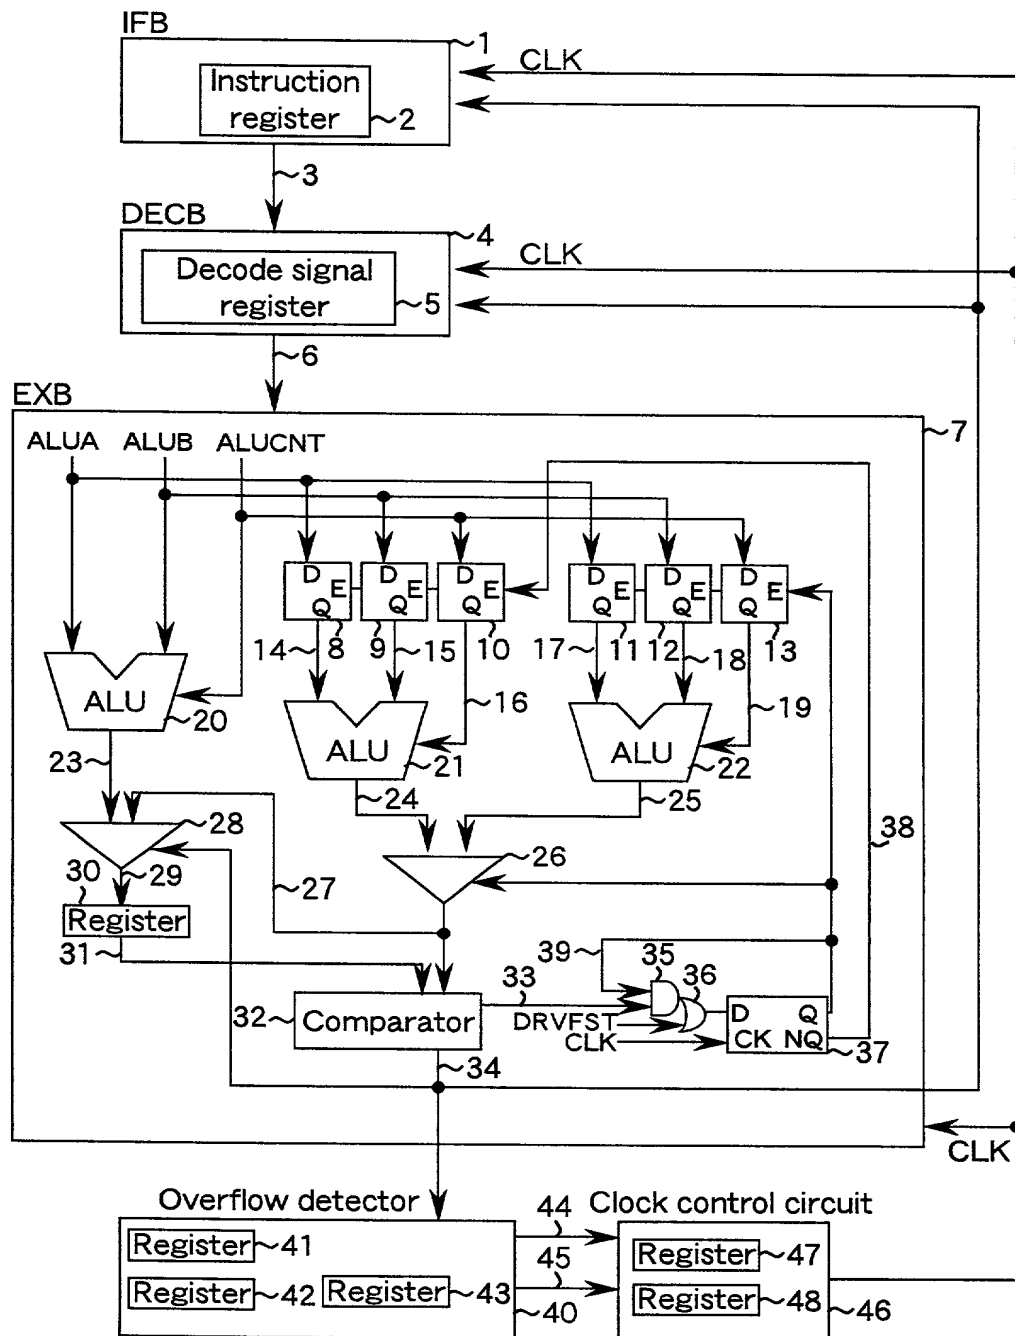 IFB
1
CLK
Instruction
register
2
3
DECB
4
CLK
Decode signal
register
5
6
EXB
7
ALUA ALUB ALUCNT
D E Q D E Q D E Q D E Q D E Q D E Q
14 8 9 15 10 17 11 12 18 13
ALU
20
16
19
ALU
21
ALU
22
23
24
25
28
26
38
30
29
27
Register
31
39 35
36
33
32
Comparator
DRVFST
CLK
D Q
CK NQ
37
34
CLK
Overflow detector
44
Clock control circuit
Register 41
45
Register 47
Register 42
Register 43
40
Register 48
46